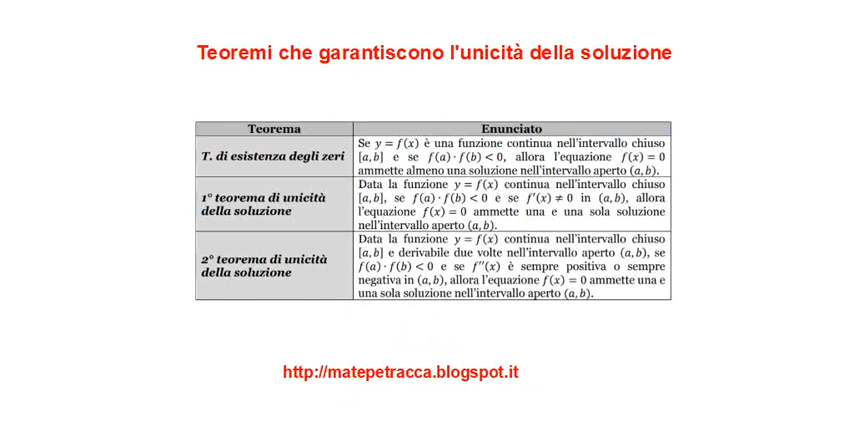 Teoremi che garantiscono l'unicità della soluzione
Teorema
Enunciato
T. di esistenza degli zeri
Se y = f(x) è una funzione continua nell'intervallo chiuso
[a, b] e se f(a) · f(b) < 0, allora l'equazione f(x) = 0
ammette almeno una soluzione nell'intervallo aperto (a, b).
1° teorema di unicità
della soluzione
Data la funzione y = f(x) continua nell'intervallo chiuso
[a, b], se f(a) · f(b) < 0 e se f'(x) ≠ 0 in (a, b), allora
l'equazione f(x) = 0 ammette una e una sola soluzione
nell'intervallo aperto (a, b).
2° teorema di unicità
della soluzione
Data la funzione y = f(x) continua nell'intervallo chiuso
[a, b] e derivabile due volte nell'intervallo aperto (a, b), se
f(a) · f(b) < 0 e se f''(x) è sempre positiva o sempre
negativa in (a, b), allora l'equazione f(x) = 0 ammette una e
una sola soluzione nell'intervallo aperto (a, b).
http://matepetracca.blogspot.it